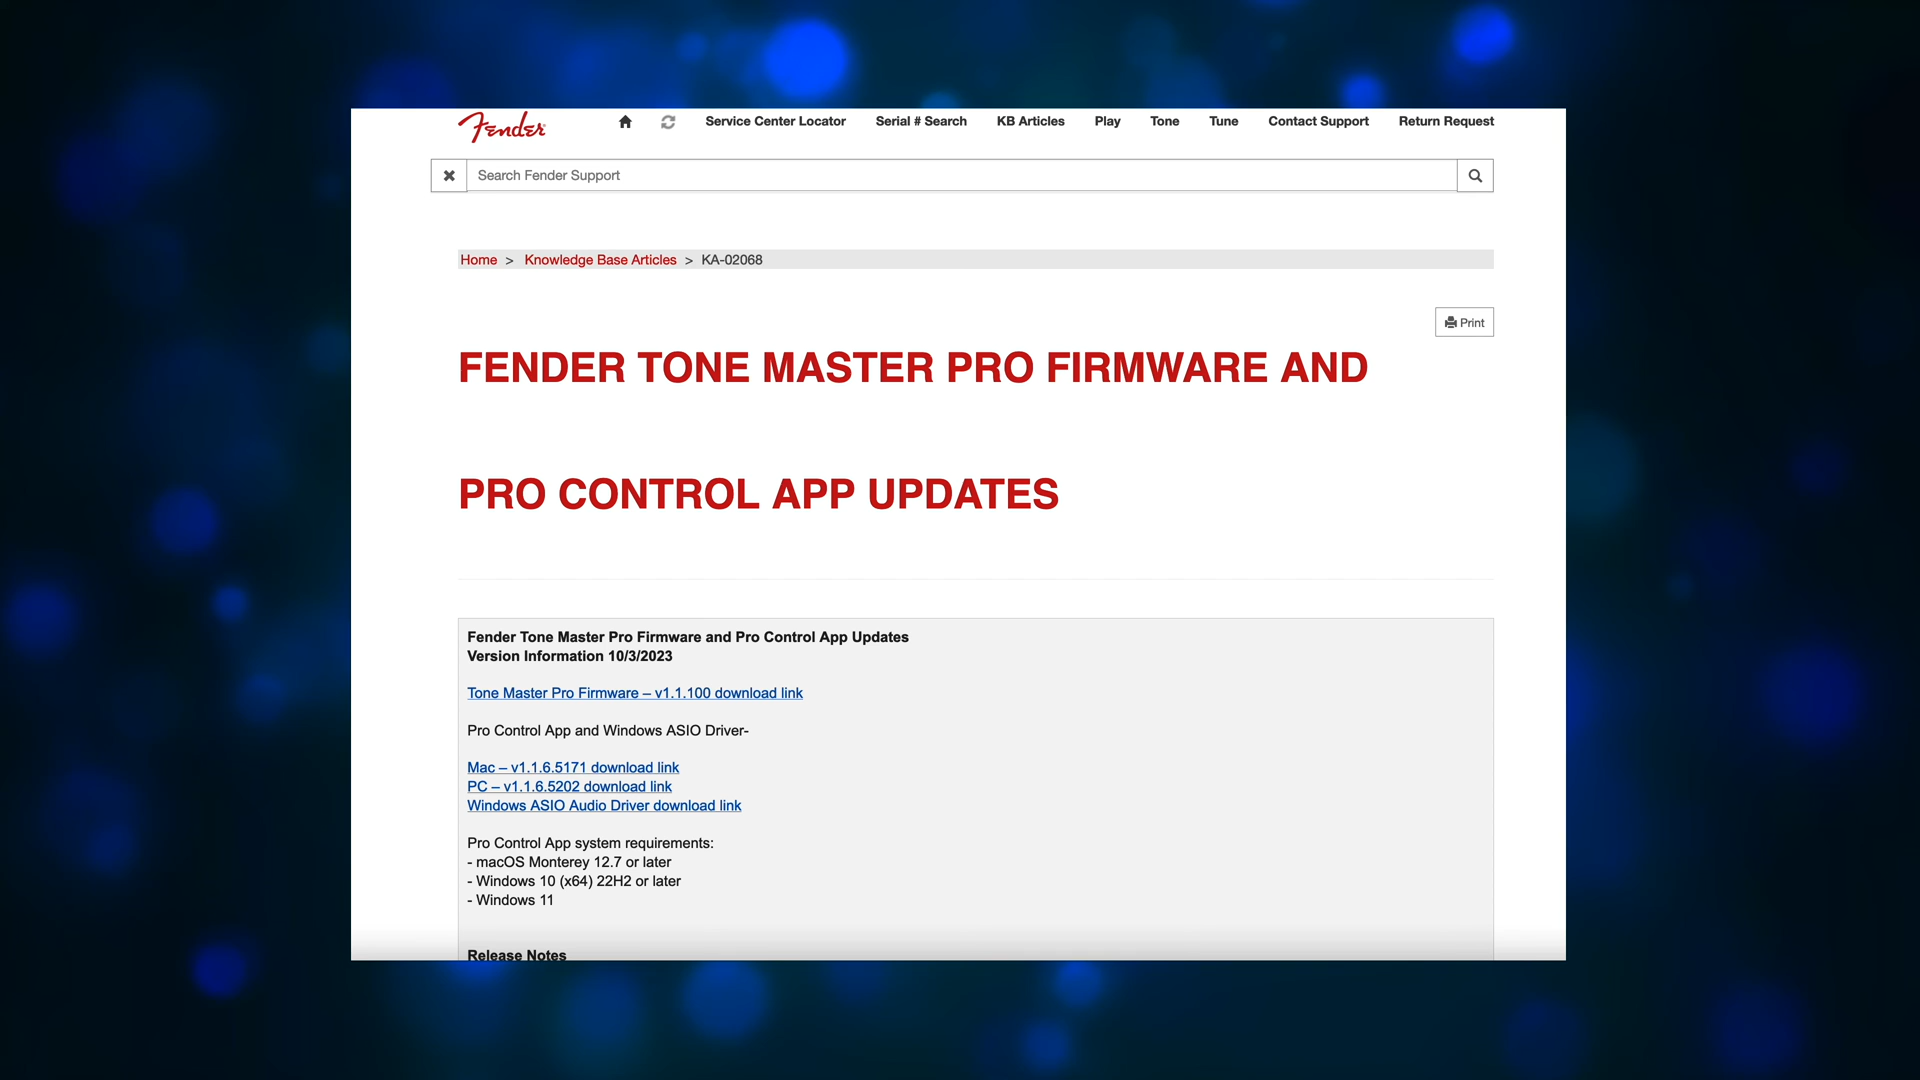 Fender
Service Center Locator Serial # Search KB Articles Play Tone Tune Contact Support Return Request
Search Fender Support
Home > Knowledge Base Articles > KA-02068
Print
FENDER TONE MASTER PRO FIRMWARE AND
PRO CONTROL APP UPDATES
Fender Tone Master Pro Firmware and Pro Control App Updates
Version Information 10/3/2023
Tone Master Pro Firmware – v1.1.100 download link
Pro Control App and Windows ASIO Driver-
Mac – v1.1.6.5171 download link
PC – v1.1.6.5202 download link
Windows ASIO Audio Driver download link
Pro Control App system requirements:
- macOS Monterey 12.7 or later
- Windows 10 (x64) 22H2 or later
- Windows 11
Release Notes